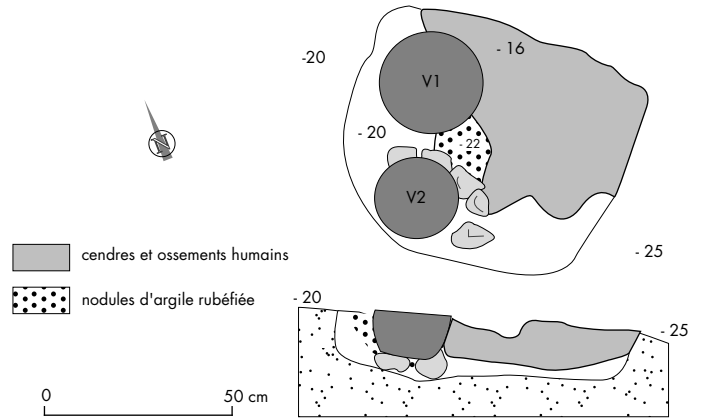 -20
- 16
V1
- 20
- 22
V2
N
- 25
cendres et ossements humains
nodules d'argile rubéfiée
- 20
- 25
0 50 cm